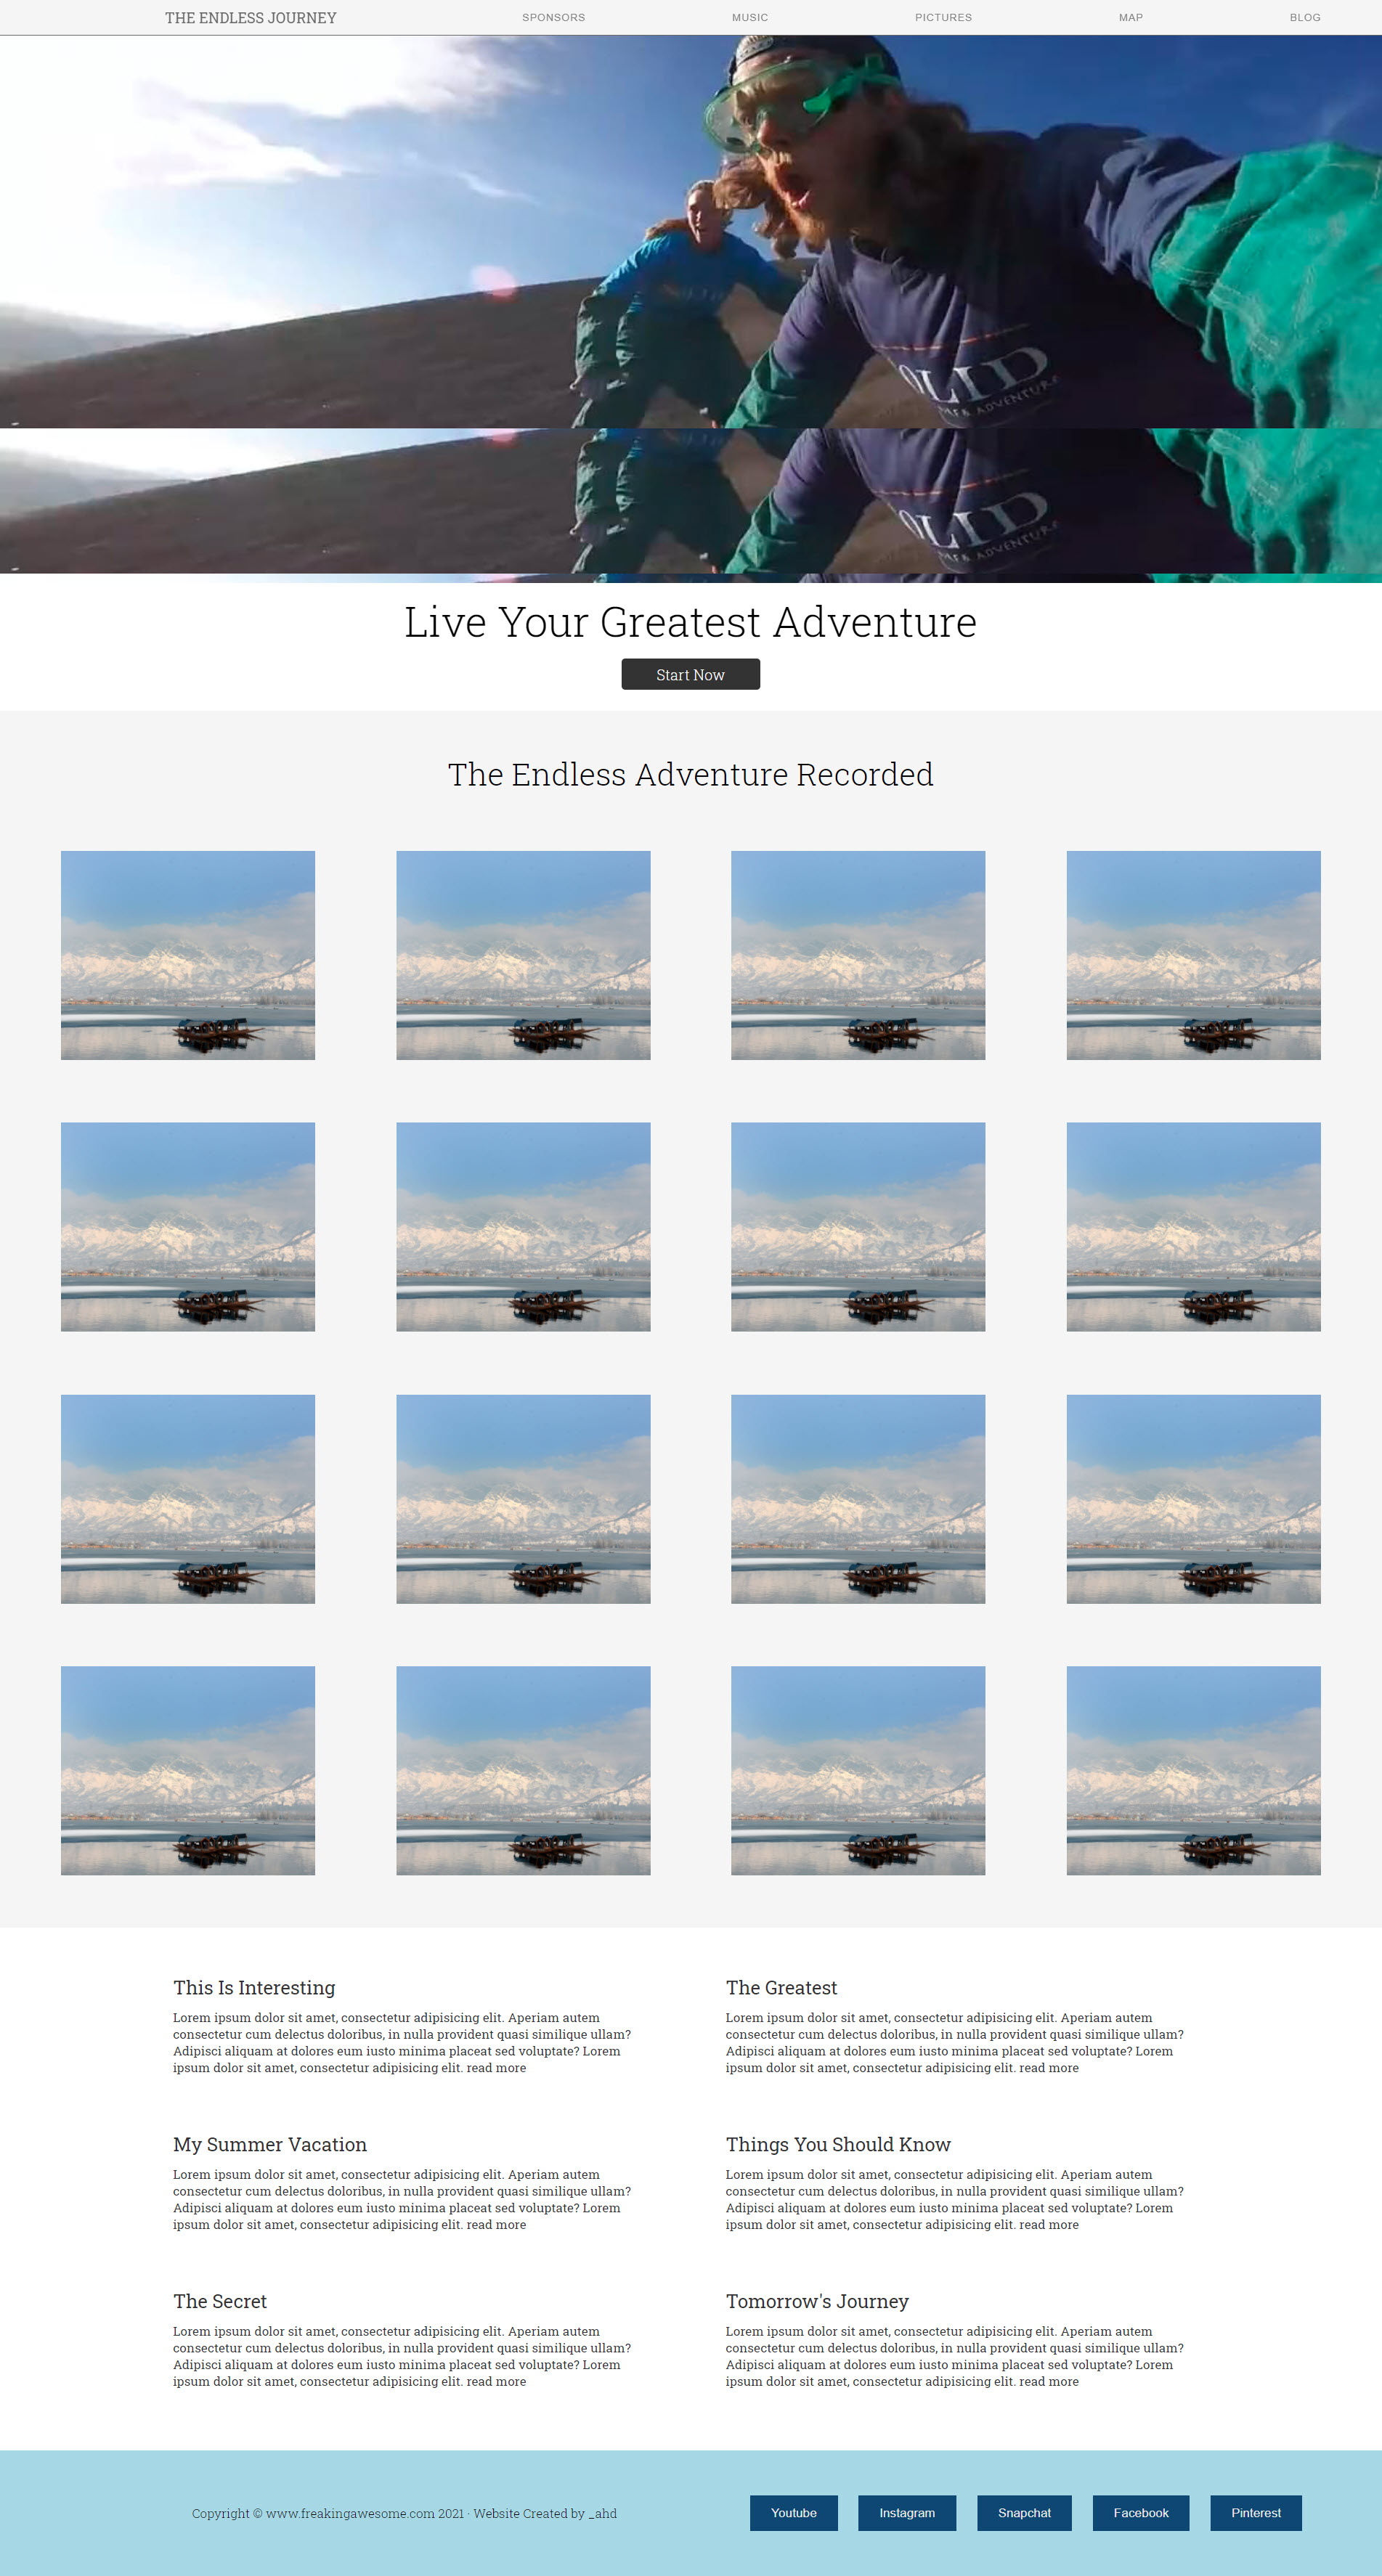 THE ENDLESS JOURNEY SPONSORS MUSIC PICTURES MAP BLOG
OLID
LIFE ADVENTURE
OLID
LIFE ADVENTURE
Live Your Greatest Adventure
Start Now
The Endless Adventure Recorded
This Is Interesting
Lorem ipsum dolor sit amet, consectetur adipisicing elit. Aperiam autem
consectetur cum delectus doloribus, in nulla provident quasi similique ullam?
Adipisci aliquam at dolores eum iusto minima placeat sed voluptate? Lorem
ipsum dolor sit amet, consectetur adipisicing elit. read more
The Greatest
Lorem ipsum dolor sit amet, consectetur adipisicing elit. Aperiam autem
consectetur cum delectus doloribus, in nulla provident quasi similique ullam?
Adipisci aliquam at dolores eum iusto minima placeat sed voluptate? Lorem
ipsum dolor sit amet, consectetur adipisicing elit. read more
My Summer Vacation
Lorem ipsum dolor sit amet, consectetur adipisicing elit. Aperiam autem
consectetur cum delectus doloribus, in nulla provident quasi similique ullam?
Adipisci aliquam at dolores eum iusto minima placeat sed voluptate? Lorem
ipsum dolor sit amet, consectetur adipisicing elit. read more
Things You Should Know
Lorem ipsum dolor sit amet, consectetur adipisicing elit. Aperiam autem
consectetur cum delectus doloribus, in nulla provident quasi similique ullam?
Adipisci aliquam at dolores eum iusto minima placeat sed voluptate? Lorem
ipsum dolor sit amet, consectetur adipisicing elit. read more
The Secret
Lorem ipsum dolor sit amet, consectetur adipisicing elit. Aperiam autem
consectetur cum delectus doloribus, in nulla provident quasi similique ullam?
Adipisci aliquam at dolores eum iusto minima placeat sed voluptate? Lorem
ipsum dolor sit amet, consectetur adipisicing elit. read more
Tomorrow's Journey
Lorem ipsum dolor sit amet, consectetur adipisicing elit. Aperiam autem
consectetur cum delectus doloribus, in nulla provident quasi similique ullam?
Adipisci aliquam at dolores eum iusto minima placeat sed voluptate? Lorem
ipsum dolor sit amet, consectetur adipisicing elit. read more
Copyright © www.freakingawesome.com 2021 · Website Created by _ahd Youtube Instagram Snapchat Facebook Pinterest